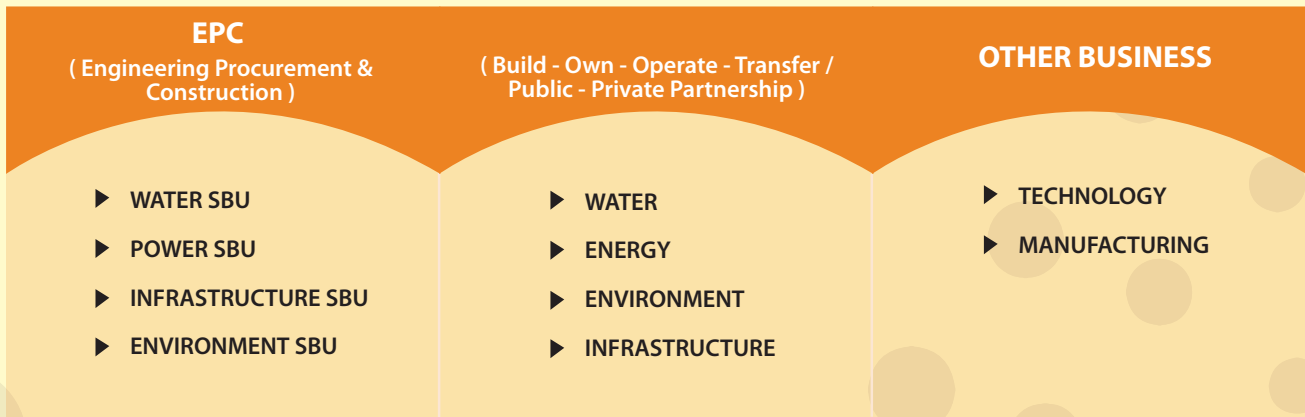 EPC
( Engineering Procurement &
Construction )
WATER SBU
POWER SBU
INFRASTRUCTURE SBU
ENVIRONMENT SBU
( Build - Own - Operate - Transfer /
Public - Private Partnership )
WATER
ENERGY
ENVIRONMENT
INFRASTRUCTURE
OTHER BUSINESS
TECHNOLOGY
MANUFACTURING